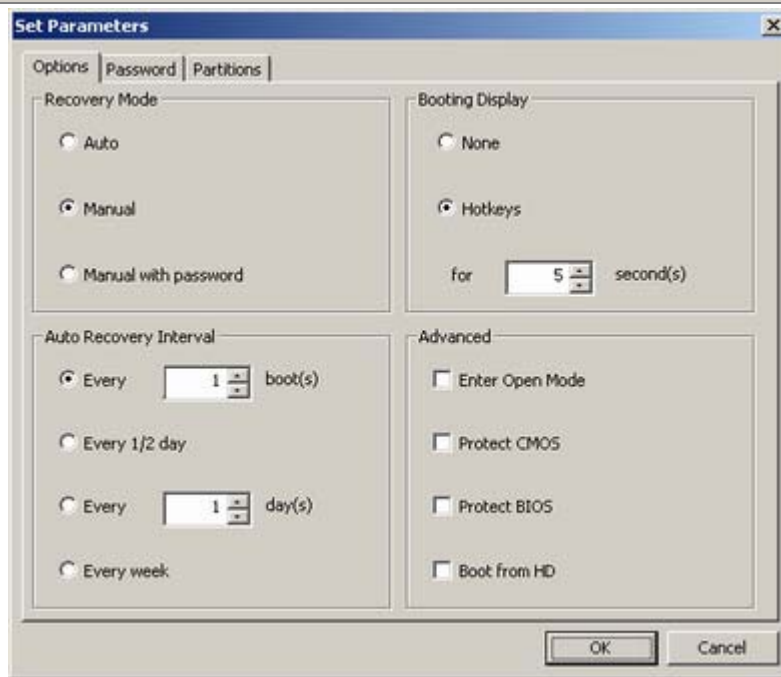 Set Parameters
Options Password Partitions
Recovery Mode
Auto
Manual
Manual with password
Booting Display
None
Hotkeys
for 5 second(s)
Auto Recovery Interval
Every 1 boot(s)
Every 1/2 day
Every 1 day(s)
Every week
Advanced
Enter Open Mode
Protect CMOS
Protect BIOS
Boot from HD
OK Cancel